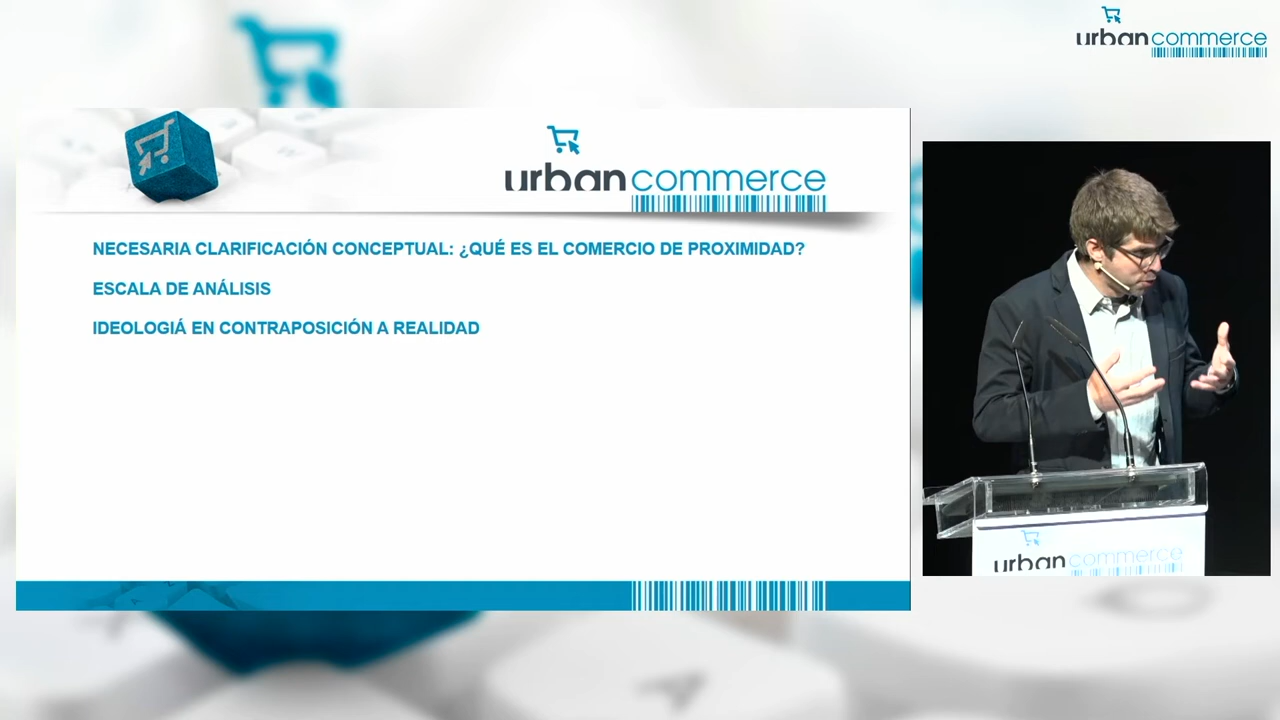 urbancommerce
urbancommerce
NECESARIA CLARIFICACIÓN CONCEPTUAL: ¿QUÉ ES EL COMERCIO DE PROXIMIDAD?
ESCALA DE ANÁLISIS
IDEOLOGIÁ EN CONTRAPOSICIÓN A REALIDAD
urbancommerce